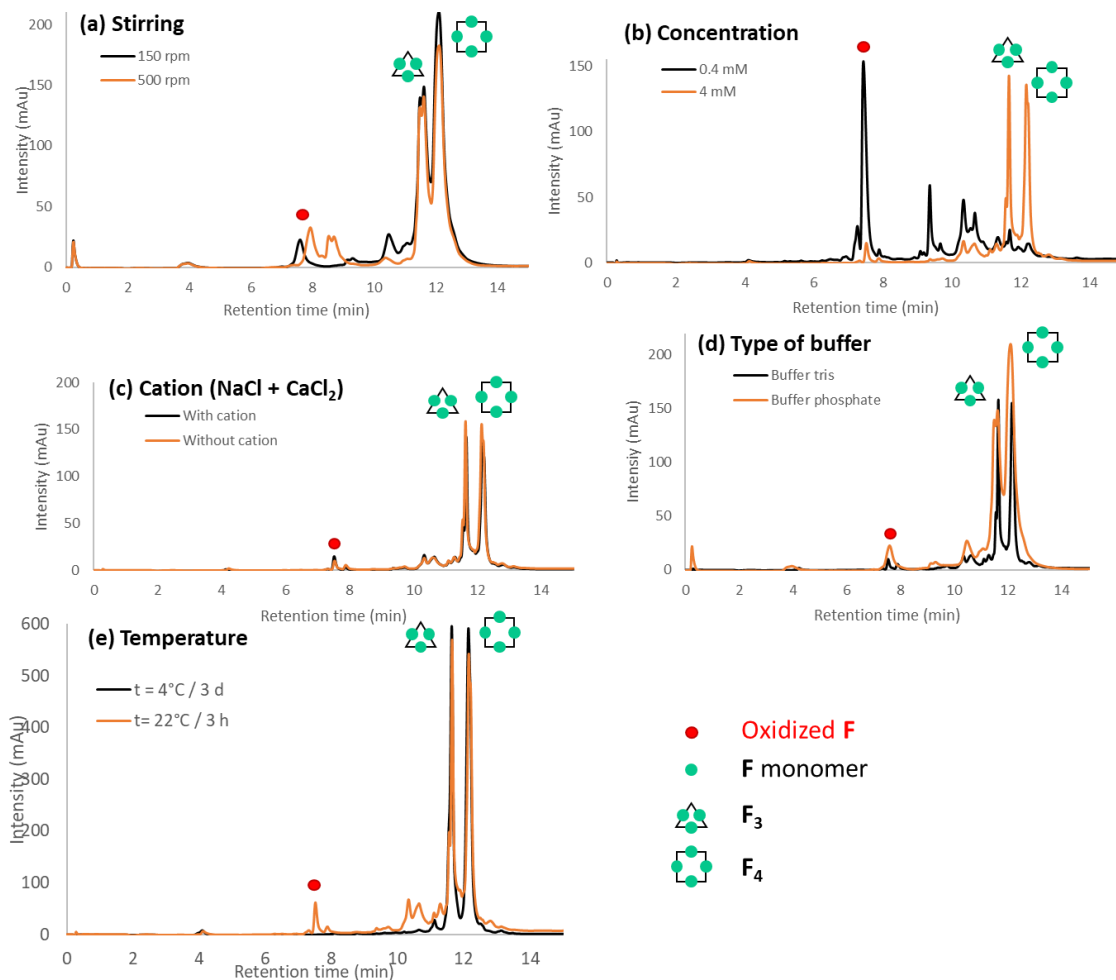 (a) Stirring
150 rpm
500 rpm
Intensity (mAu)
200
150
100
50
0
0 2 4 6 8 10 12 14
Retention time (min)
(b) Concentration
0.4 mM
4 mM
Intensity (mAu)
150
100
50
0
0 2 4 6 8 10 12 14
Retention time (min)
(c) Cation (NaCl + CaCl₂)
With cation
Without cation
Intensity (mAu)
200
150
100
50
0
0 2 4 6 8 10 12 14
Retention time (min)
(d) Type of buffer
Buffer tris
Buffer phosphate
Intensiy (mAu)
200
150
100
50
0
0 2 4 6 8 10 12 14
Retention time (min)
(e) Temperature
t = 4°C / 3 d
t= 22°C / 3 h
Intensity (mAu)
600
500
400
300
200
100
0
0 2 4 6 8 10 12 14
Retention time (min)
Oxidized F
F monomer
F₃
F₄